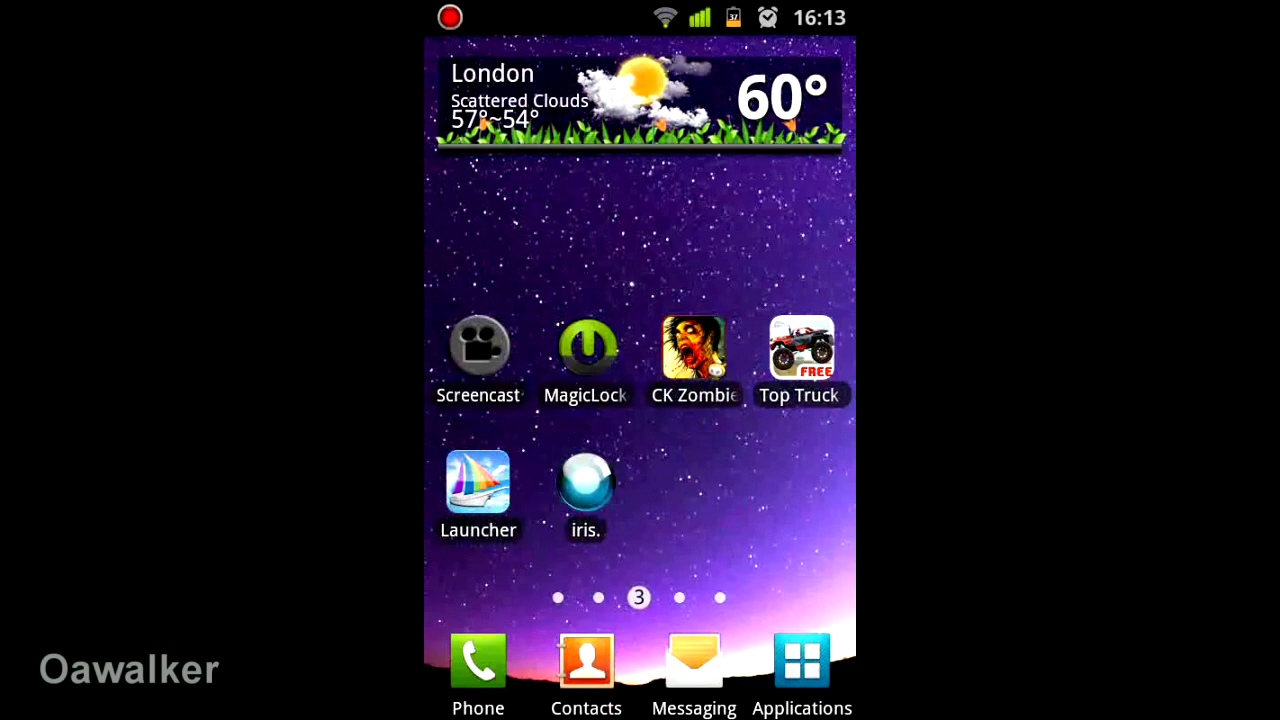 37
16:13
London
Scattered Clouds
57°~54°
60°
FREE
Screencast
MagicLock
CK Zombie
Top Truck
Launcher
iris.
3
Phone
Contacts
Messaging
Applications
Oawalker